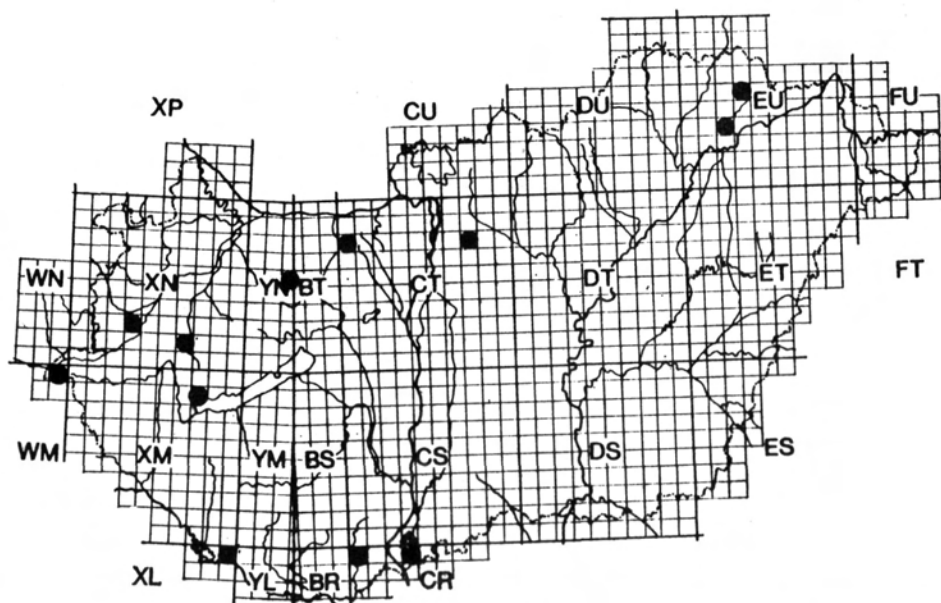 XP
CU
DU
EU
FU
WN
XN
YN
BT
CT
DT
ET
FT
WM
XM
YM
BS
CS
DS
ES
XL
YL
BR
CR